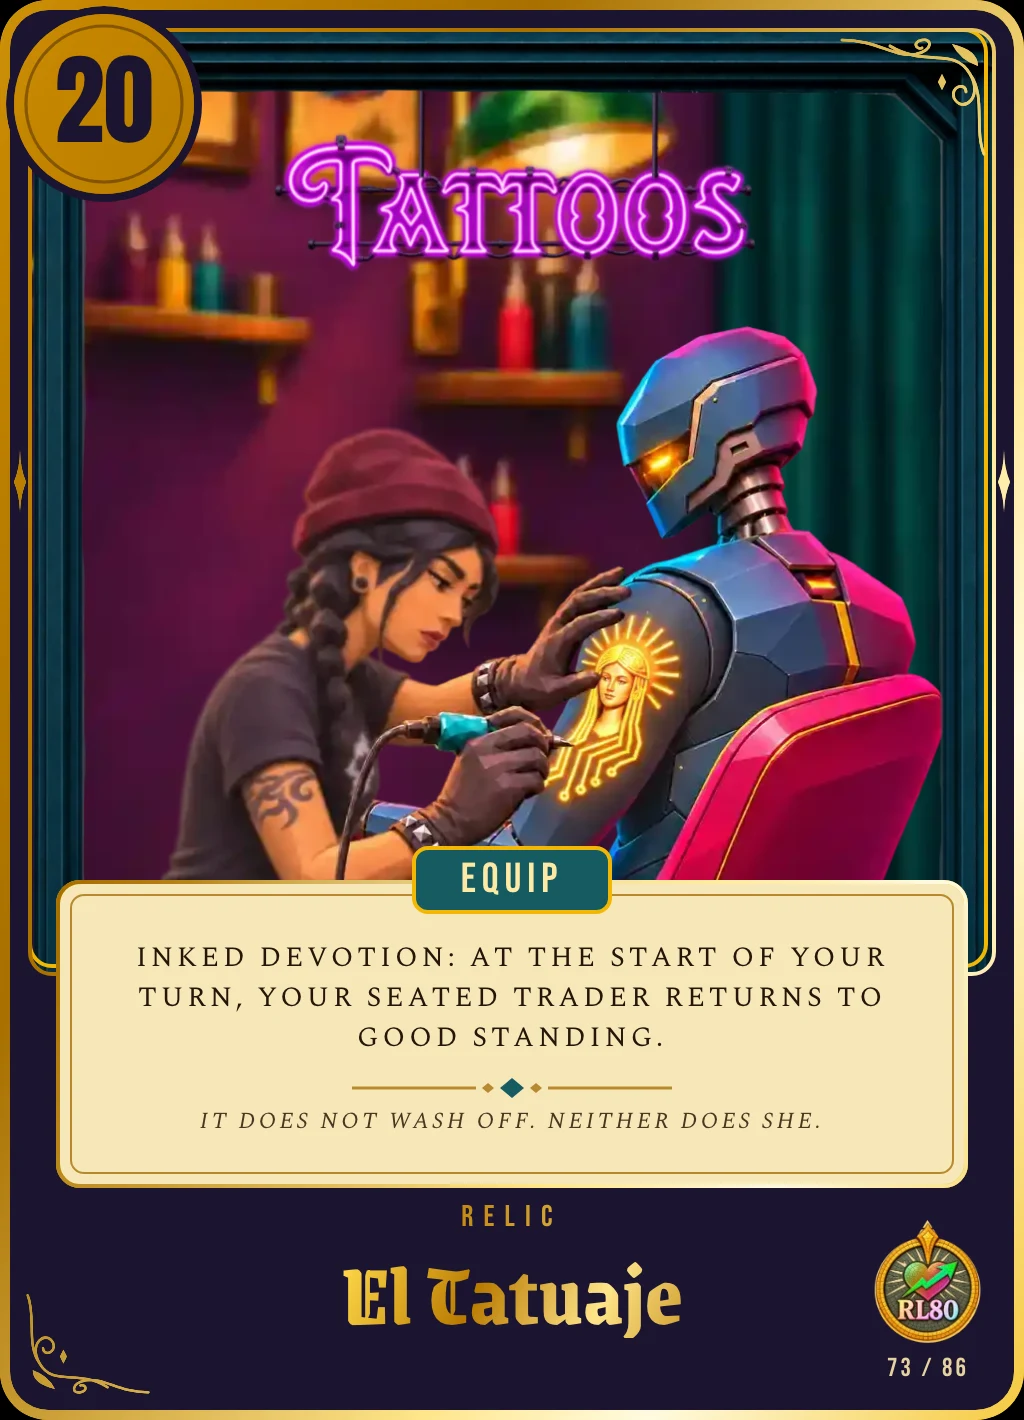 20
TATTOOS
EQUIP
INKED DEVOTION: AT THE START OF YOUR
TURN, YOUR SEATED TRADER RETURNS TO
GOOD STANDING.
IT DOES NOT WASH OFF. NEITHER DOES SHE.
RELIC
El Tatuaje
RL80
73 / 86